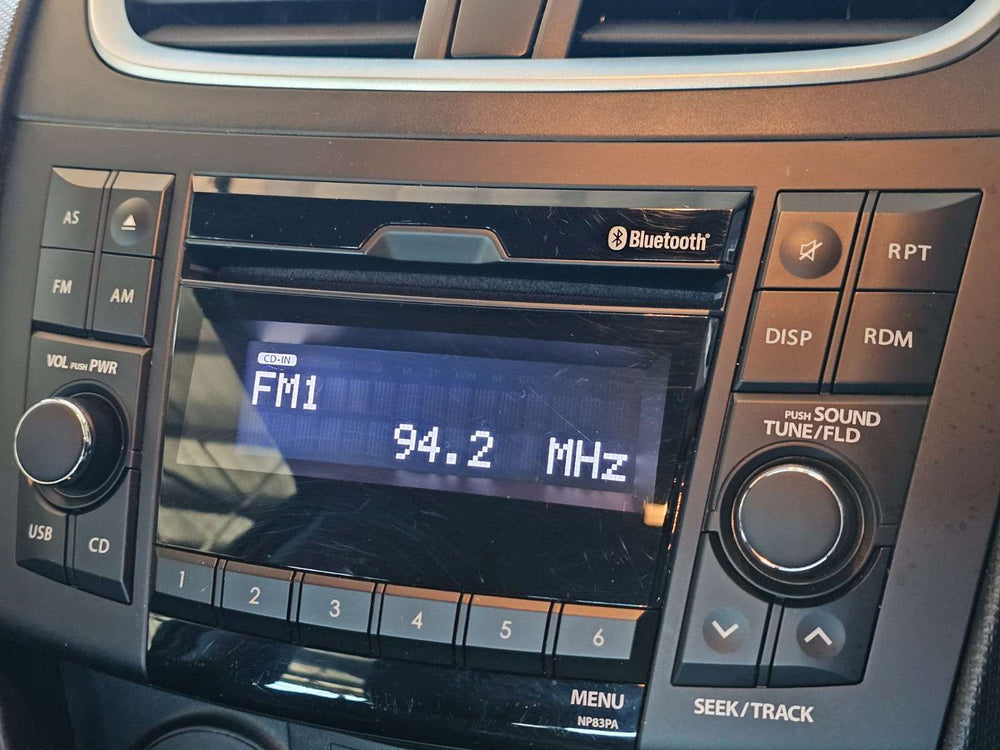 Bluetooth®
AS
FM
AM
VOL PUSH PWR
USB
CD
CD-IN
FM1
94.2 MHz
1
2
3
4
5
6
MENU
NP83PA
RPT
DISP
RDM
PUSH SOUND
TUNE/FLD
SEEK/TRACK